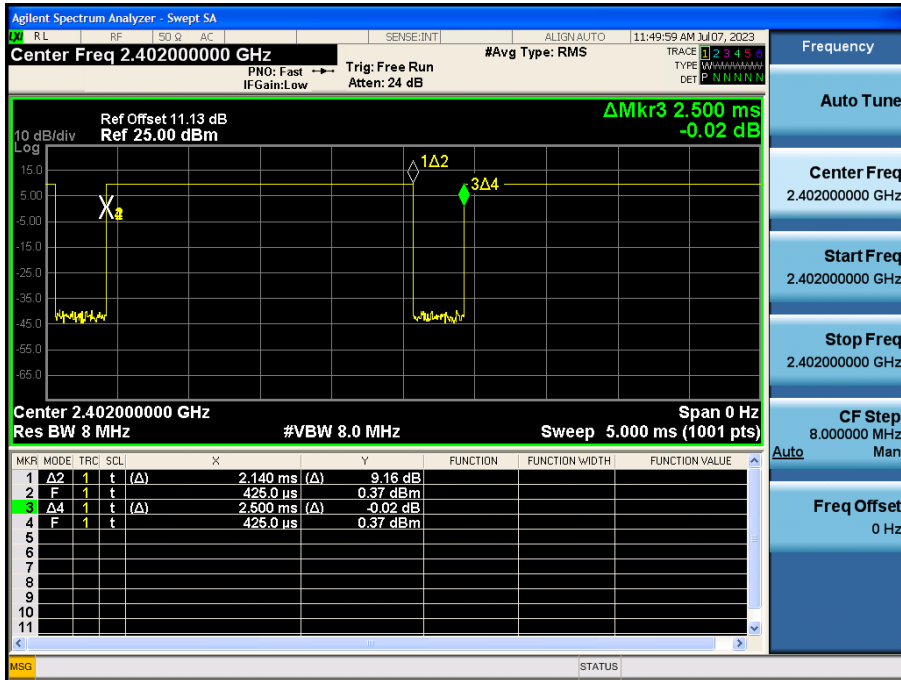 Agilent Spectrum Analyzer - Swept SA
LXI RL RF 50 Ω AC SENSE:INT ALIGN AUTO 11:49:59 AM Jul 07, 2023
Center Freq 2.402000000 GHz
#Avg Type: RMS
TRACE 1 2 3 4 5 6
PNO: Fast Trig: Free Run
TYPE WWWWWW
IFGain:Low Atten: 24 dB
DET P N N N N N
Frequency
ΔMkr3 2.500 ms
-0.02 dB
Ref Offset 11.13 dB
10 dB/div Ref 25.00 dBm
Log
15.0
5.00
-5.00
-15.0
-25.0
-35.0
-45.0
-55.0
-65.0
1Δ2
3Δ4
Center 2.402000000 GHz Span 0 Hz
Res BW 8 MHz #VBW 8.0 MHz Sweep 5.000 ms (1001 pts)
MKR MODE TRC SCL X Y FUNCTION FUNCTION WIDTH FUNCTION VALUE
1 Δ2 1 t (Δ) 2.140 ms (Δ) 9.16 dB
2 F 1 t 425.0 µs 0.37 dBm
3 Δ4 1 t (Δ) 2.500 ms (Δ) -0.02 dB
4 F 1 t 425.0 µs 0.37 dBm
5
6
7
8
9
10
11
MSG STATUS
Auto Tune
Center Freq
2.402000000 GHz
Start Freq
2.402000000 GHz
Stop Freq
2.402000000 GHz
CF Step
8.000000 MHz
Auto Man
Freq Offset
0 Hz